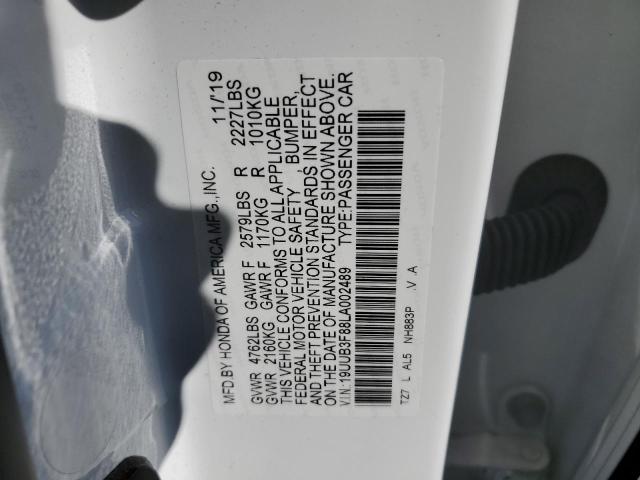 MFD.BY HONDA OF AMERICA MFG.,INC. 11/'19
GVWR 4762LBS GAWR F 2579LBS R 2227LBS
GVWR 2160KG GAWR F 1170KG R 1010KG
THIS VEHICLE CONFORMS TO ALL APPLICABLE
FEDERAL MOTOR VEHICLE SAFETY , BUMPER,
AND THEFT PREVENTION STANDARDS IN EFFECT
ON THE DATE OF MANUFACTURE SHOWN ABOVE.
V.I.N.:19UUB3F88LA002489 TYPE:PASSENGER CAR
TZ7 L AL5 NH883P .V .A